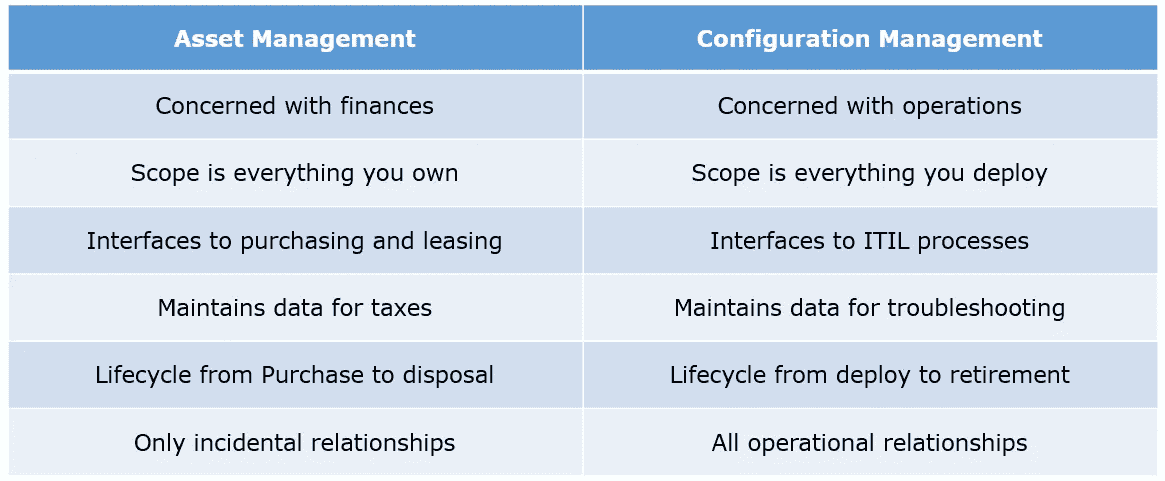 Asset Management
Configuration Management
Concerned with finances
Concerned with operations
Scope is everything you own
Scope is everything you deploy
Interfaces to purchasing and leasing
Interfaces to ITIL processes
Maintains data for taxes
Maintains data for troubleshooting
Lifecycle from Purchase to disposal
Lifecycle from deploy to retirement
Only incidental relationships
All operational relationships